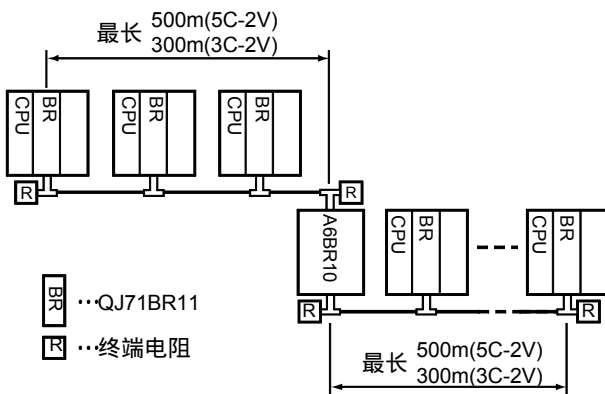 最长 500m(5C-2V)
300m(3C-2V)
CPU BR
CPU BR
CPU BR
R
R
A6BR10
CPU BR
CPU BR
R
R
BR …QJ71BR11
R …终端电阻
最长 500m(5C-2V)
300m(3C-2V)